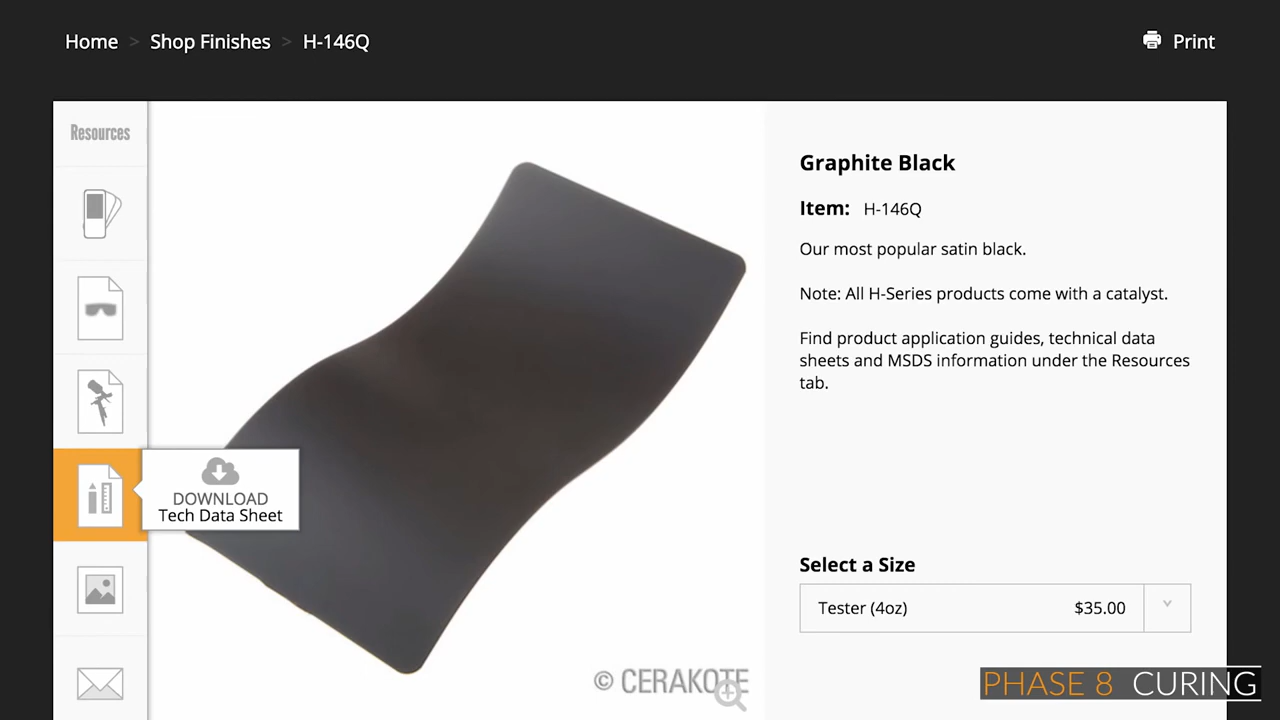 Home > Shop Finishes > H-146Q
Print
Resources
Graphite Black
Item: H-146Q
Our most popular satin black.
Note: All H-Series products come with a catalyst.
Find product application guides, technical data
sheets and MSDS information under the Resources
tab.
DOWNLOAD
Tech Data Sheet
Select a Size
Tester (4oz) $35.00
© CERAKOTE
PHASE 8 CURING